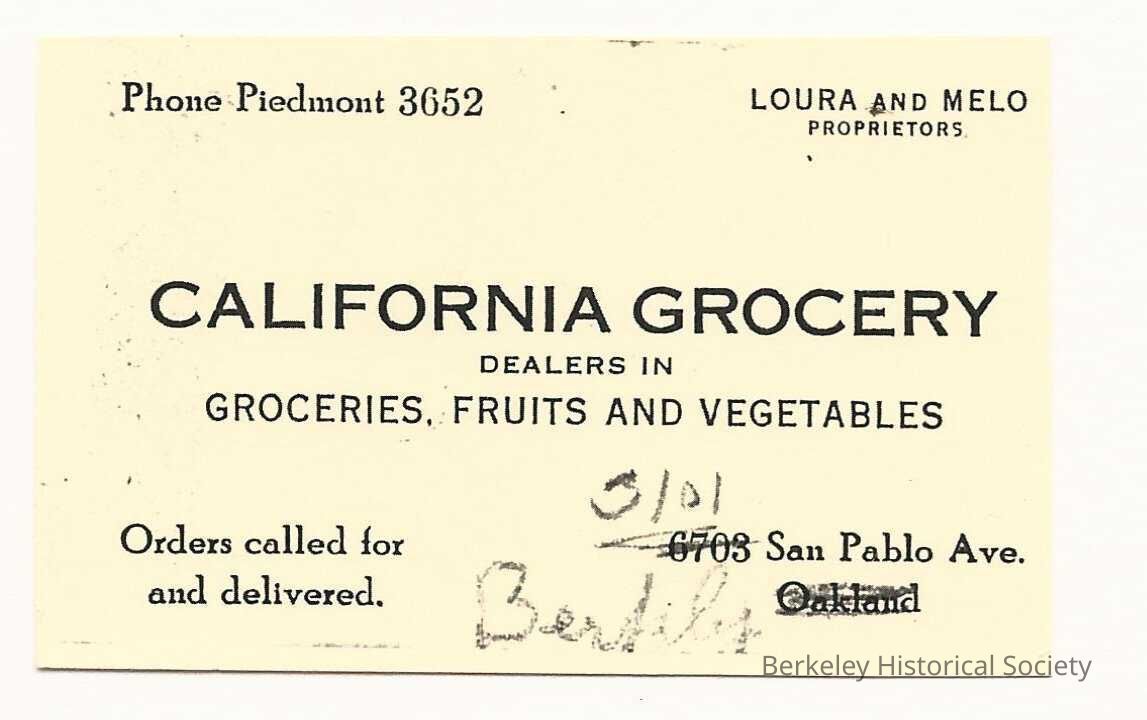 Phone Piedmont 3652
LOURA AND MELO
PROPRIETORS
CALIFORNIA GROCERY
DEALERS IN
GROCERIES, FRUITS AND VEGETABLES
3101
Orders called for
and delivered.
6703 San Pablo Ave.
Oakland
Berkeley Historical Society